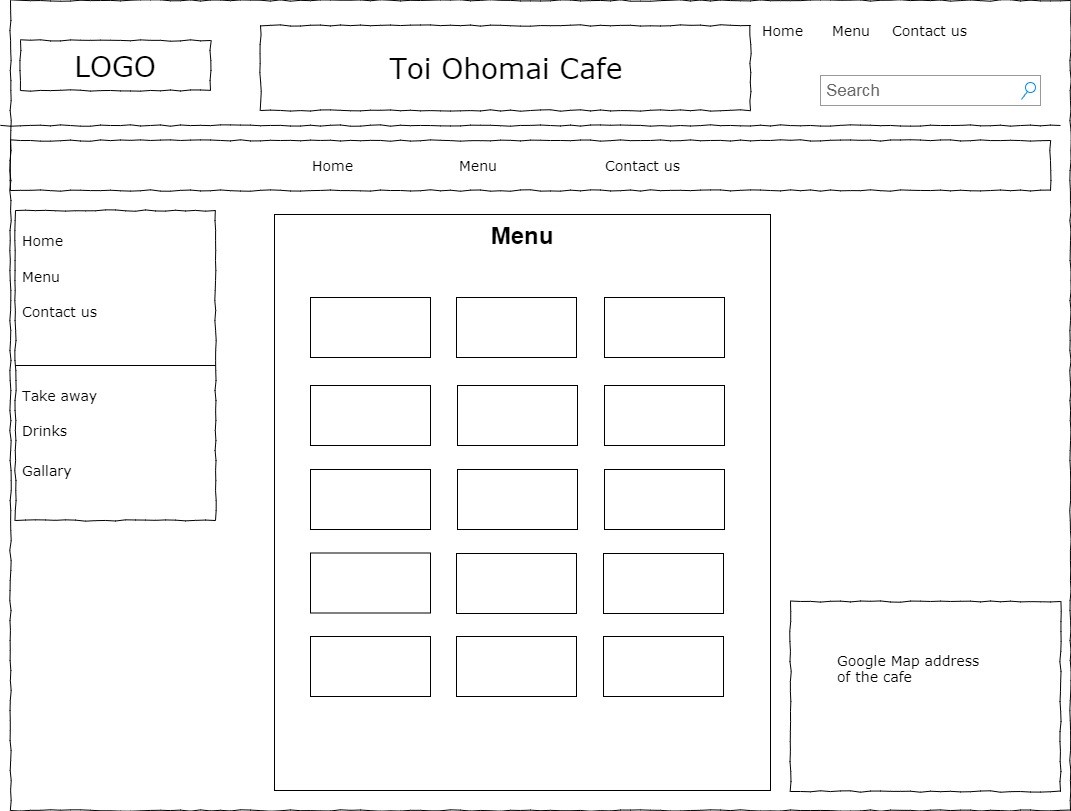 Home Menu Contact us
LOGO
Toi Ohomai Cafe
Search
Home Menu Contact us
Home
Menu
Contact us
Take away
Drinks
Gallary
Menu
Google Map address
of the cafe